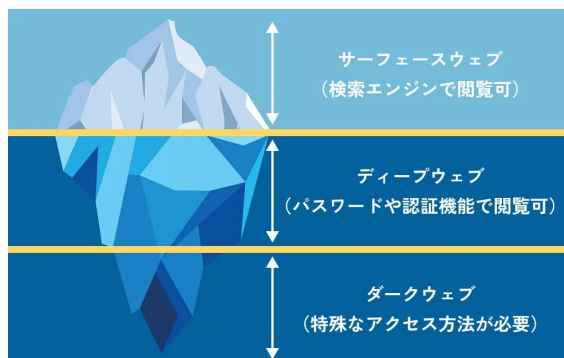 サーフェースウェブ
(検索エンジンで閲覧可)
ディープウェブ
(パスワードや認証機能で閲覧可)
ダークウェブ
(特殊なアクセス方法が必要)